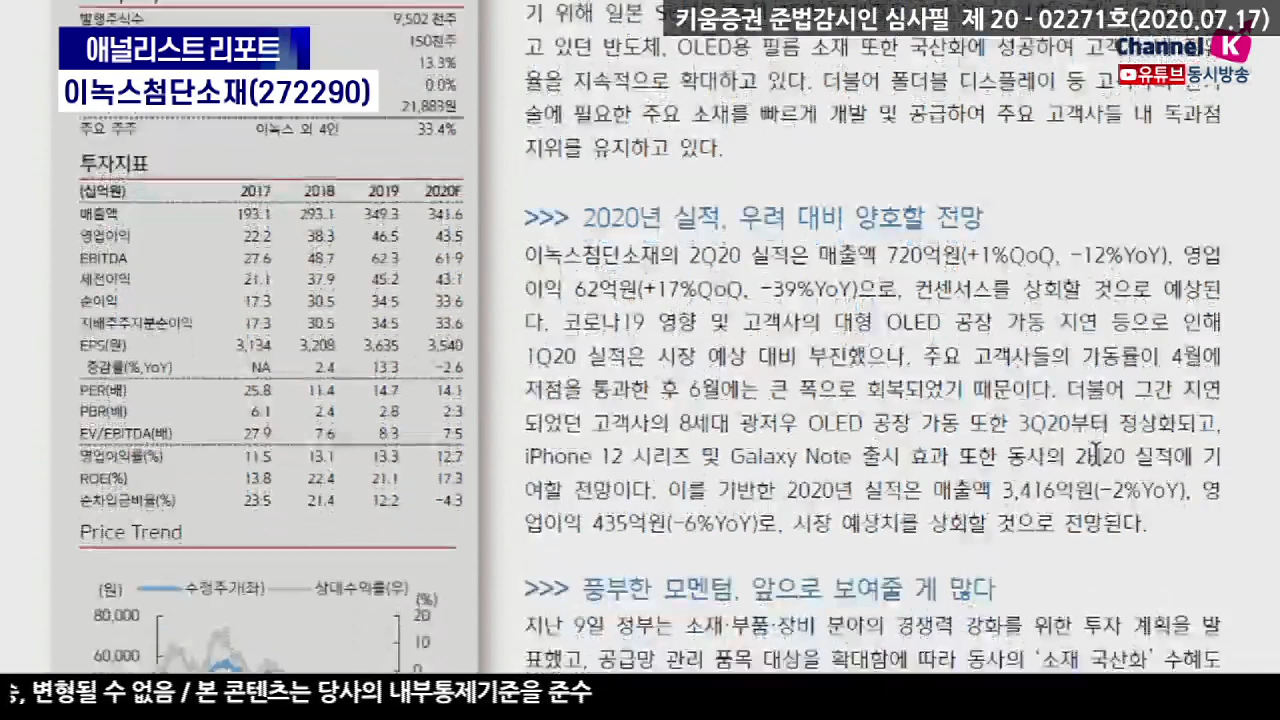 발행주식수 9,502 전주
150전주
13.3%
0.0%
21,883원
주요 주주 이녹스 외 4인 33.4%
애널리스트 리포트
이녹스첨단소재(272290)
키움증권 준법감시인 심사필 제 20 - 02271호(2020.07.17)
Channel K
유튜브동시방송
투자지표
(십억원) 2017 2018 2019 2020F
매출액 193.1 293.1 349.3 341.6
영업이익 22.2 38.3 46.5 43.5
EBITDA 27.6 48.7 62.3 61.9
세전이익 21.1 37.9 45.2 43.1
순이익 17.3 30.5 34.5 33.6
지배주주지분순이익 17.3 30.5 34.5 33.6
EPS(원) 3,134 3,208 3,635 3,540
증감률(%,YoY) NA 2.4 13.3 -2.6
PER(배) 25.8 11.4 14.7 14.1
PBR(배) 6.1 2.4 2.8 2.3
EV/EBITDA(배) 27.9 7.6 8.3 7.5
영업이익률(%) 11.5 13.1 13.3 12.7
ROE(%) 13.8 22.4 21.1 17.3
순차입금비율(%) 23.5 21.4 12.2 -4.3
Price Trend
(원) 수정주가(좌) 상대수익률(우) (%)
80,000 20
10
60,000 0
기 위해 일본
고 있던 반도체, OLED용 필름 소재 또한 국산화에 성공하여
율을 지속적으로 확대하고 있다. 더불어 폴더블 디스플레이 등
술에 필요한 주요 소재를 빠르게 개발 및 공급하여 주요 고객사들 내 독과점
지위를 유지하고 있다.
>>> 2020년 실적, 우려 대비 양호할 전망
이녹스첨단소재의 2Q20 실적은 매출액 720억원(+1%QoQ, -12%YoY), 영업
이익 62억원(+17%QoQ, -39%YoY)으로, 컨센서스를 상회할 것으로 예상된
다. 코로나19 영향 및 고객사의 대형 OLED 공장 가동 지연 등으로 인해
1Q20 실적은 시장 예상 대비 부진했으나, 주요 고객사들의 가동률이 4월에
저점을 통과한 후 6월에는 큰 폭으로 회복되었기 때문이다. 더불어 그간 지연
되었던 고객사의 8세대 광저우 OLED 공장 가동 또한 3Q20부터 정상화되고,
iPhone 12 시리즈 및 Galaxy Note 출시 효과 또한 동사의 2H20 실적에 기
여할 전망이다. 이를 기반한 2020년 실적은 매출액 3,416억원(-2%YoY), 영
업이익 435억원(-6%YoY)로, 시장 예상치를 상회할 것으로 전망된다.
>>> 풍부한 모멘텀, 앞으로 보여줄 게 많다
지난 9일 정부는 소재·부품·장비 분야의 경쟁력 강화를 위한 투자 계획을 발
표했고, 공급망 관리 품목 대상을 확대함에 따라 동사의 '소재 국산화' 수혜도
, 변형될 수 없음 / 본 콘텐츠는 당사의 내부통제기준을 준수